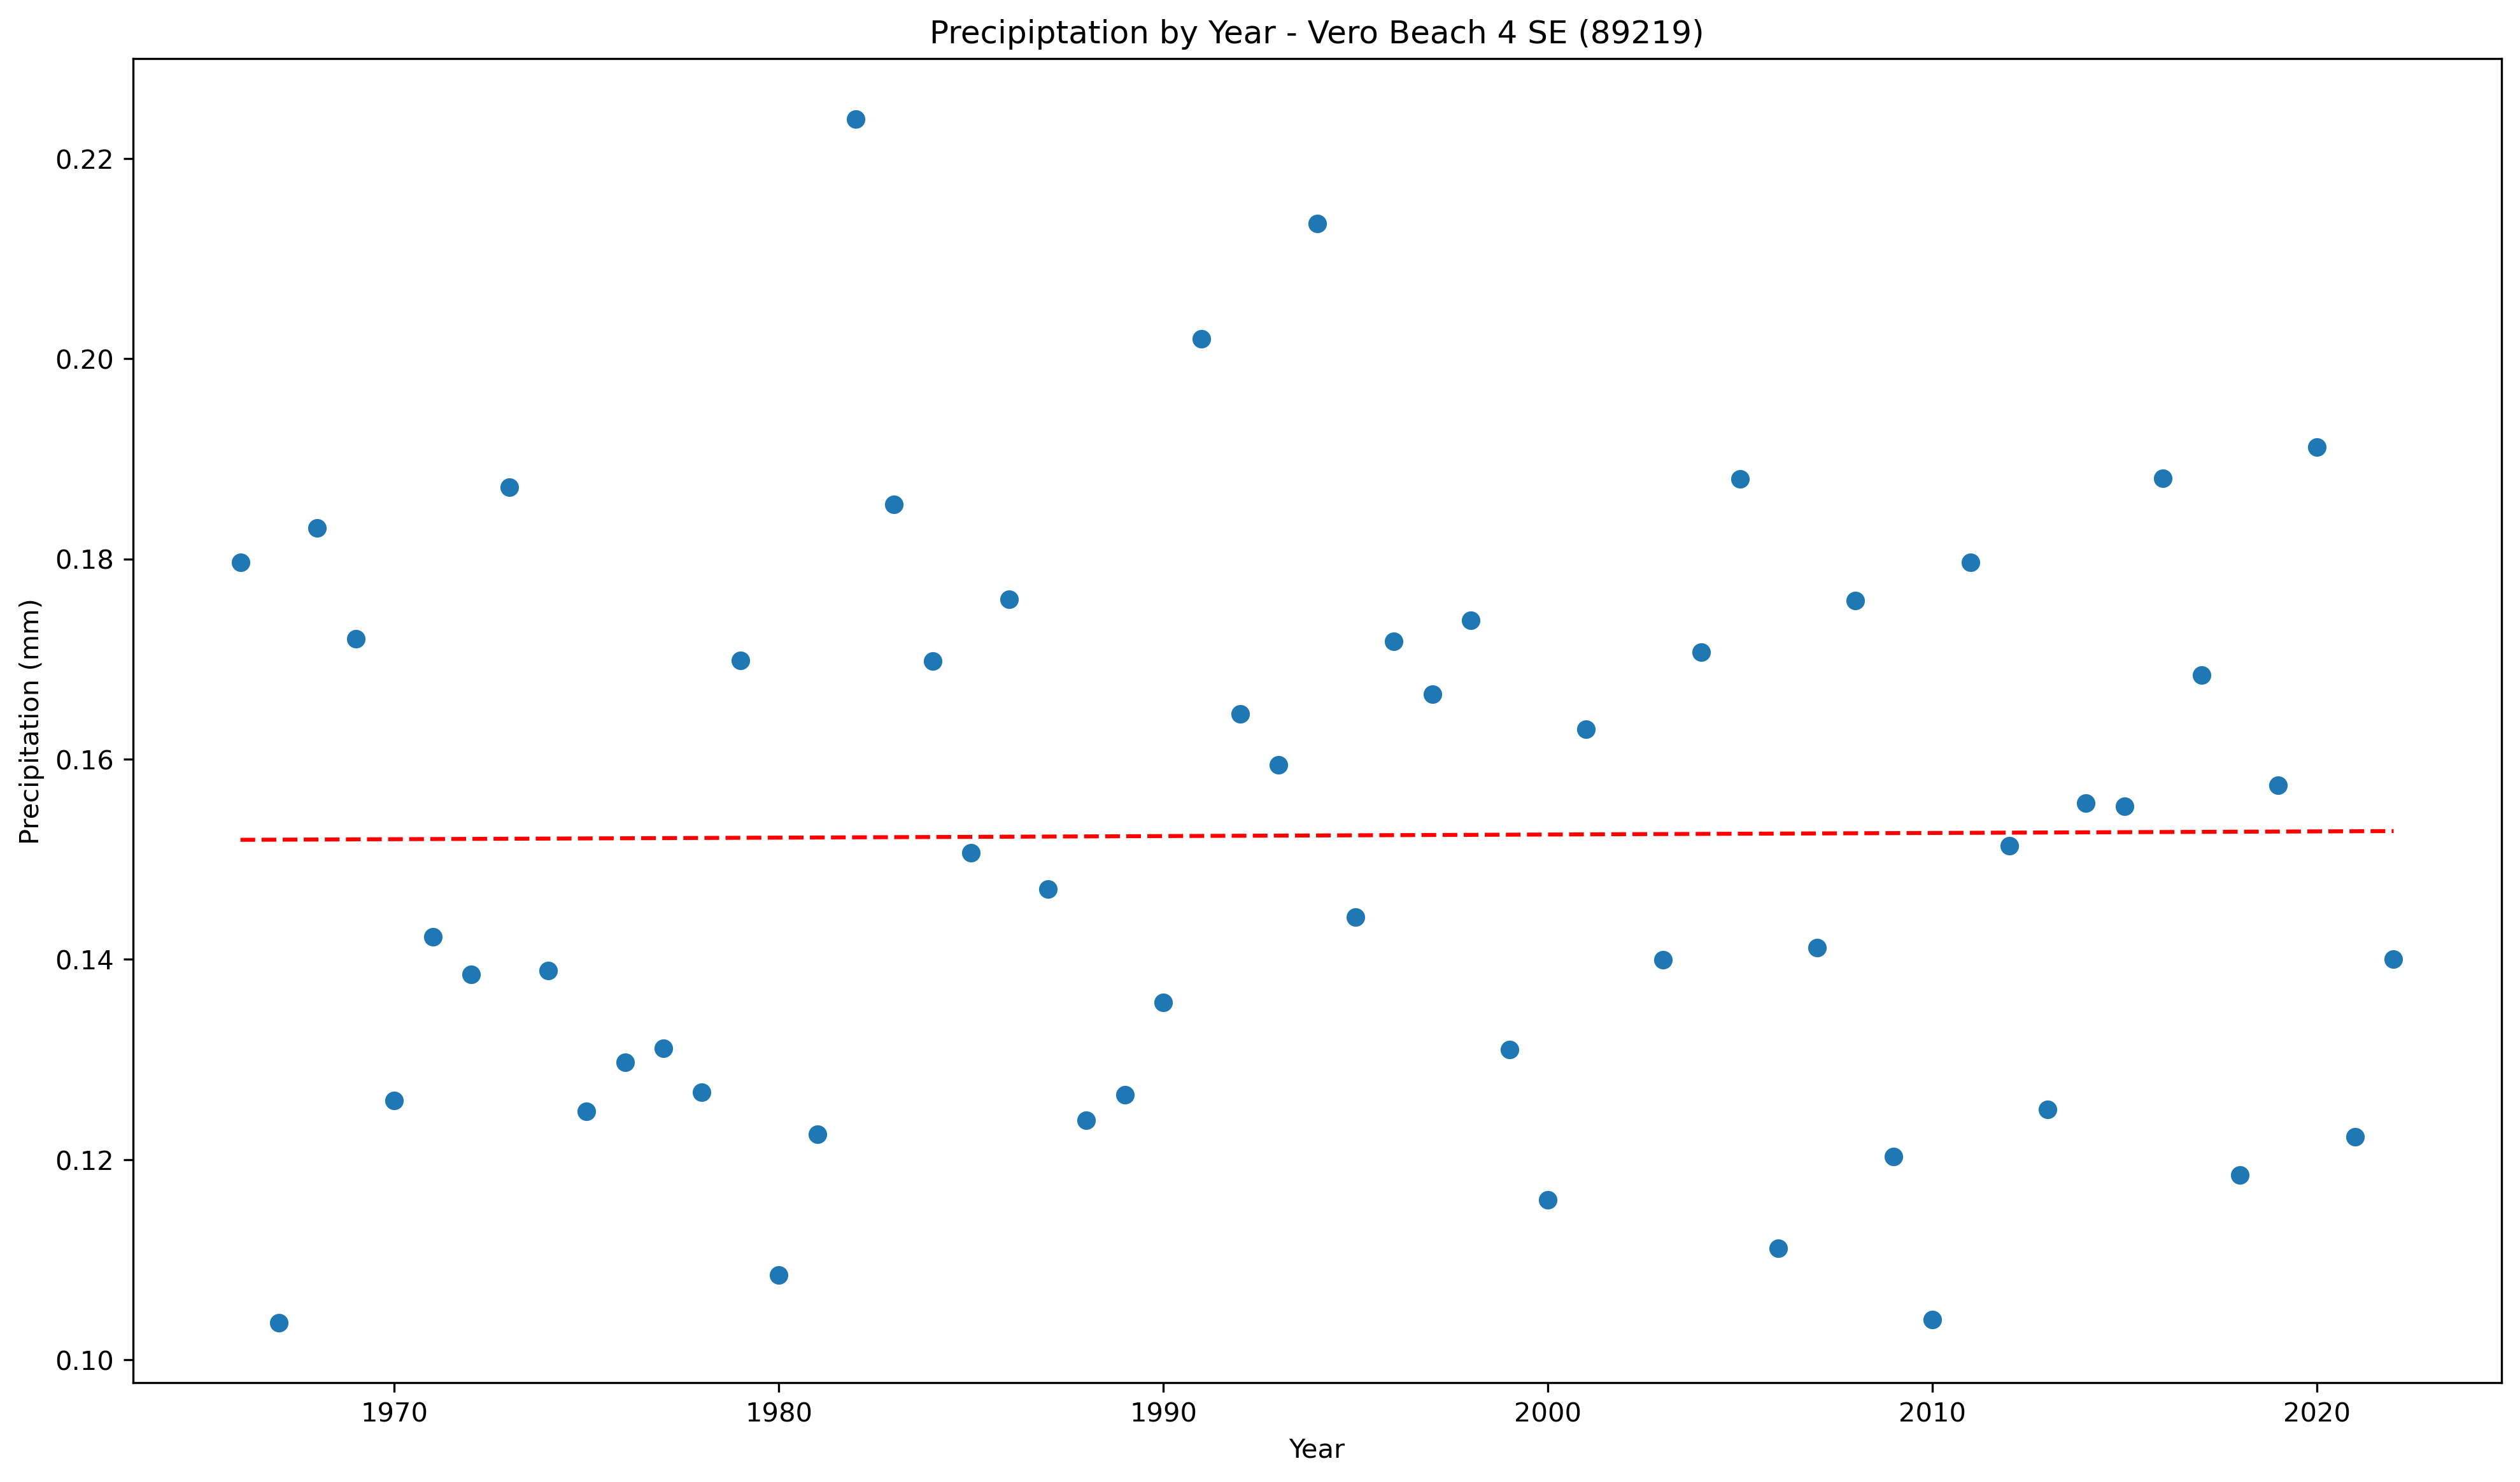 Precipiptation by Year - Vero Beach 4 SE (89219)
Precipitation (mm)
0.22
0.20
0.18
0.16
0.14
0.12
0.10
1970 1980 1990 2000 2010 2020
Year